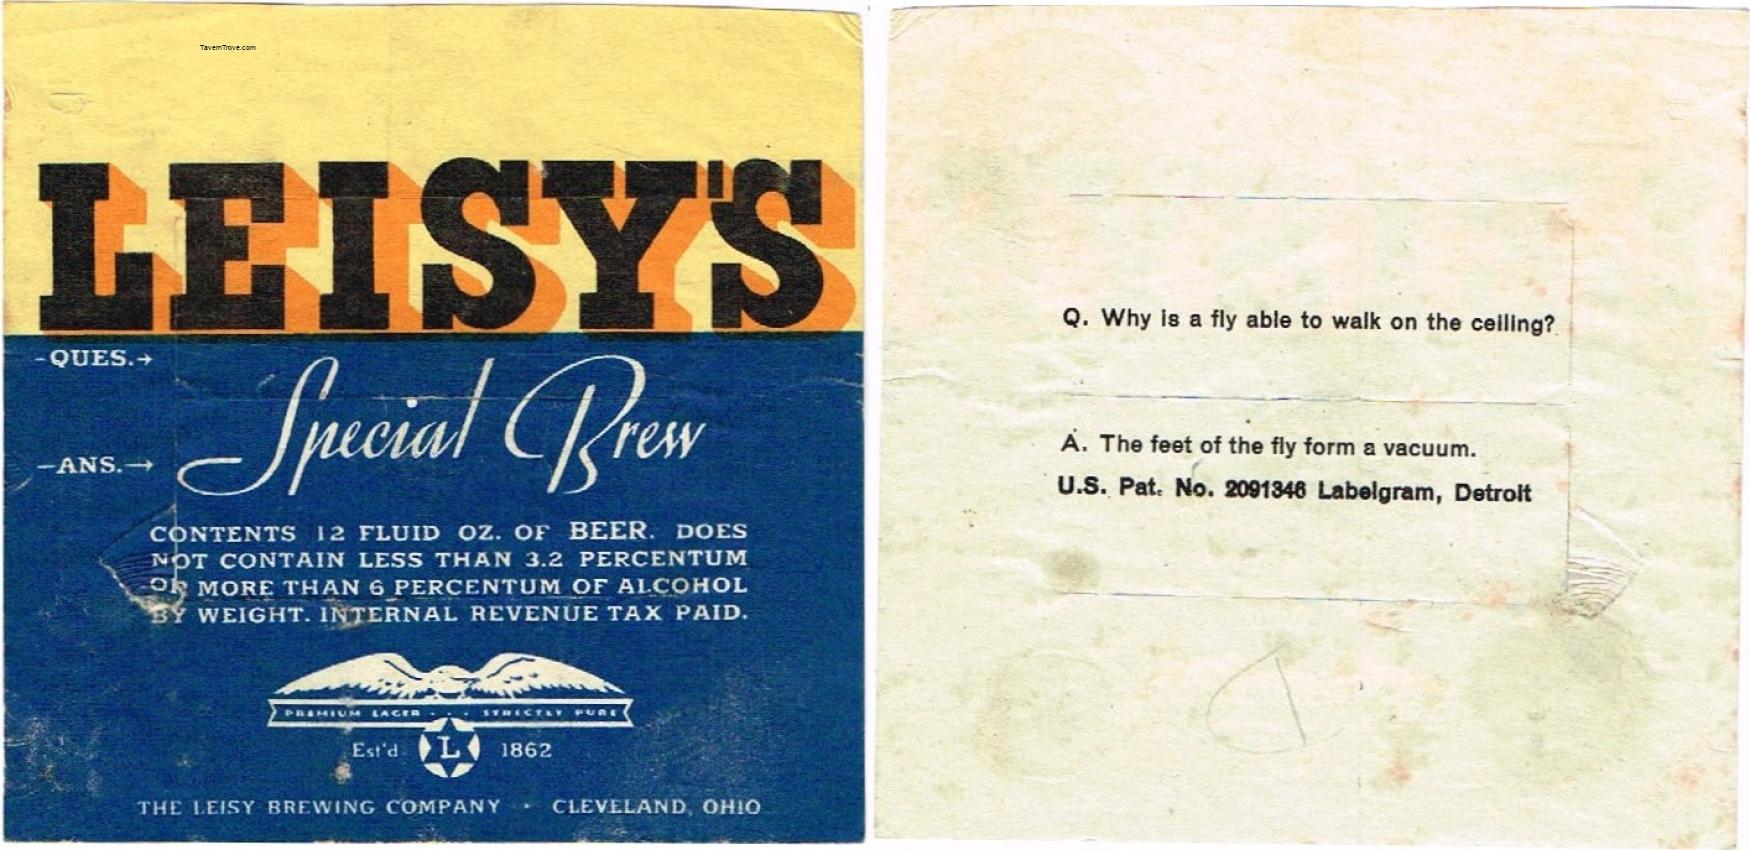 TavernTrove.com
LEISY'S
-QUES.→
Special Brew
-ANS.→
CONTENTS 12 FLUID OZ. OF BEER. DOES
NOT CONTAIN LESS THAN 3.2 PERCENTUM
OR MORE THAN 6 PERCENTUM OF ALCOHOL
BY WEIGHT. INTERNAL REVENUE TAX PAID.
PREMIUM LAGER · · · STRICTLY PURE
Est'd L 1862
THE LEISY BREWING COMPANY · CLEVELAND, OHIO
Q. Why is a fly able to walk on the ceiling?
A. The feet of the fly form a vacuum.
U.S. Pat. No. 2091346 Labelgram, Detroit
D